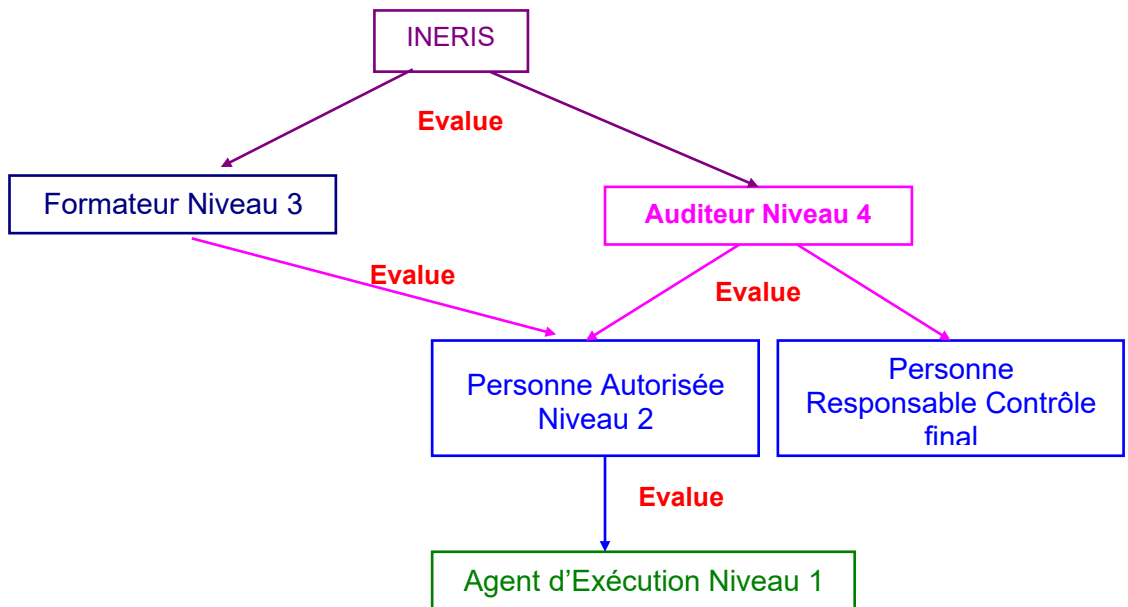 INERIS
Evalue
Formateur Niveau 3
Auditeur Niveau 4
Evalue
Evalue
Personne Autorisée
Niveau 2
Personne
Responsable Contrôle
final
Evalue
Agent d’Exécution Niveau 1